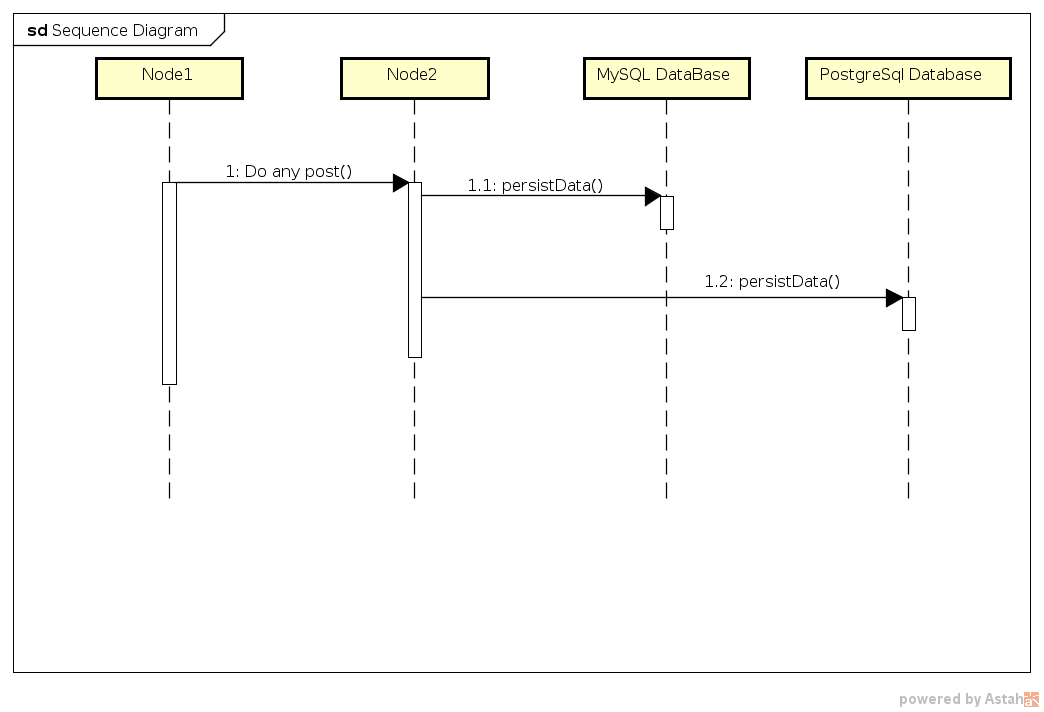 sd Sequence Diagram
Node1
Node2
MySQL DataBase
PostgreSql Database
1: Do any post()
1.1: persistData()
1.2: persistData()
powered by Astah